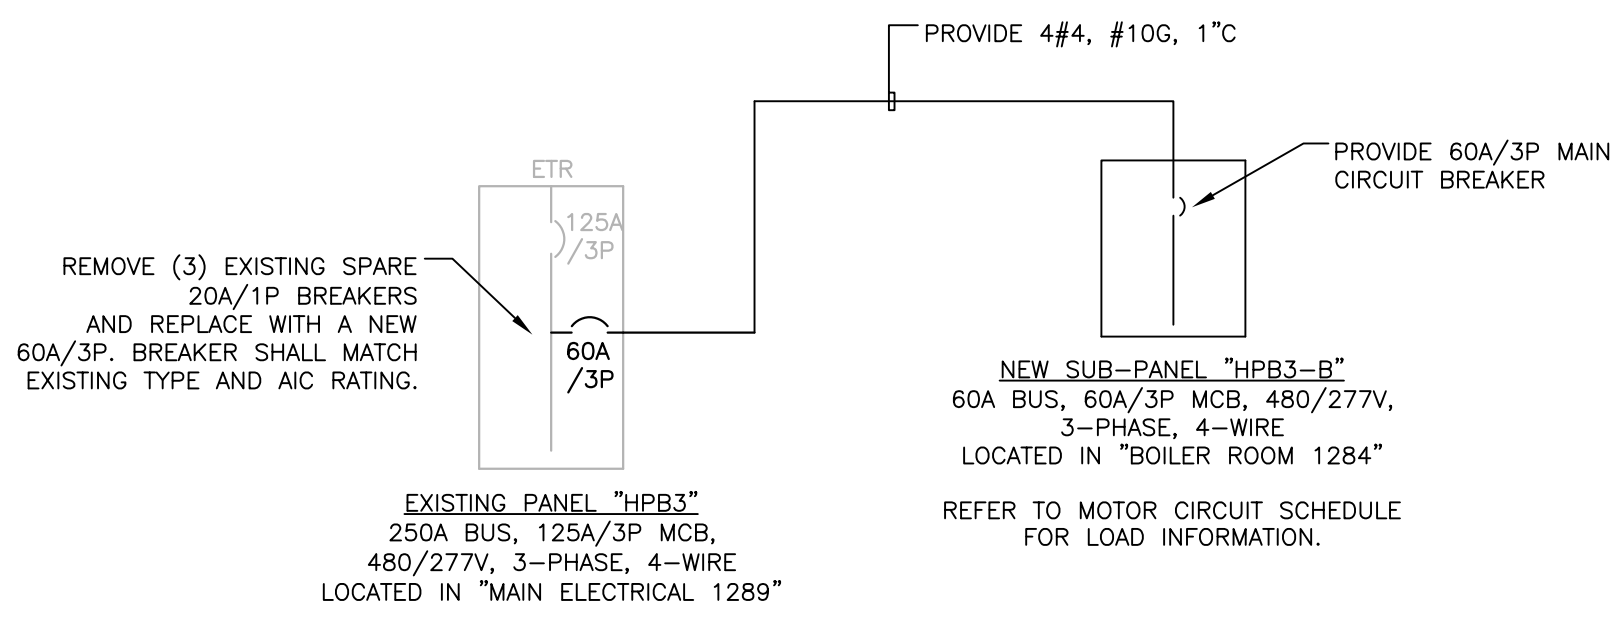 PROVIDE 4#4, #10G, 1"C
PROVIDE 60A/3P MAIN
CIRCUIT BREAKER
ETR
125A
/3P
REMOVE (3) EXISTING SPARE
20A/1P BREAKERS
AND REPLACE WITH A NEW
60A/3P. BREAKER SHALL MATCH
EXISTING TYPE AND AIC RATING.
60A
/3P
NEW SUB-PANEL "HPB3-B"
60A BUS, 60A/3P MCB, 480/277V,
3-PHASE, 4-WIRE
LOCATED IN "BOILER ROOM 1284"
REFER TO MOTOR CIRCUIT SCHEDULE
FOR LOAD INFORMATION.
EXISTING PANEL "HPB3"
250A BUS, 125A/3P MCB,
480/277V, 3-PHASE, 4-WIRE
LOCATED IN "MAIN ELECTRICAL 1289"